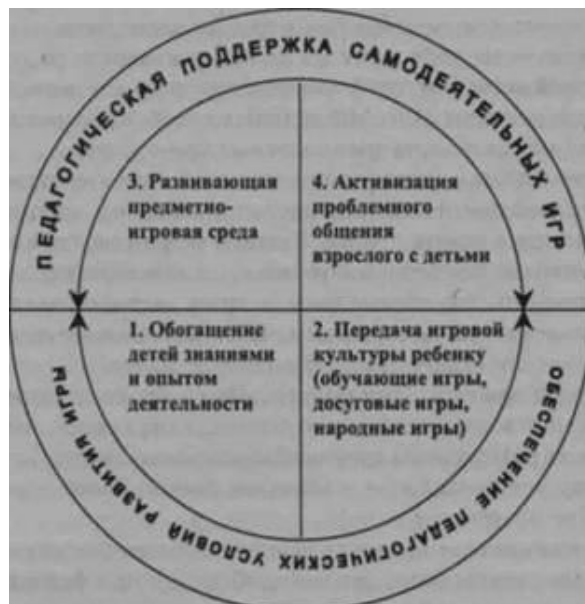 ПЕДАГОГИЧЕСКАЯ ПОДДЕРЖКА САМОДЕЯТЕЛЬНЫХ ИГР
3. Развивающая
предметно-
игровая среда
4. Активизация
проблемного
общения
взрослого с детьми
1. Обогащение
детей знаниями
и опытом
деятельности
2. Передача игровой
культуры ребенку
(обучающие игры,
досуговые игры,
народные игры)
ОБЕСПЕЧЕНИЕ ПЕДАГОГИЧЕСКИХ УСЛОВИЙ РАЗВИТИЯ ИГРЫ